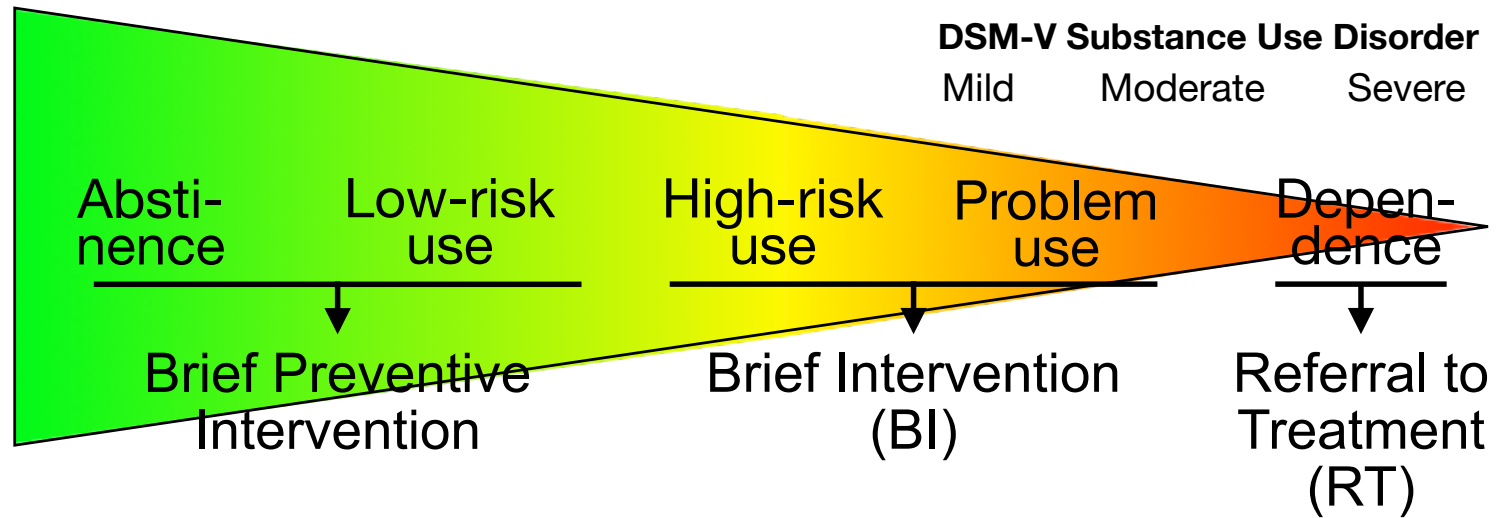 DSM-V Substance Use Disorder
Mild Moderate Severe
Absti-
nence
Low-risk
use
High-risk
use
Problem
use
Depen-
dence
Brief Preventive
Intervention
Brief Intervention
(BI)
Referral to
Treatment
(RT)